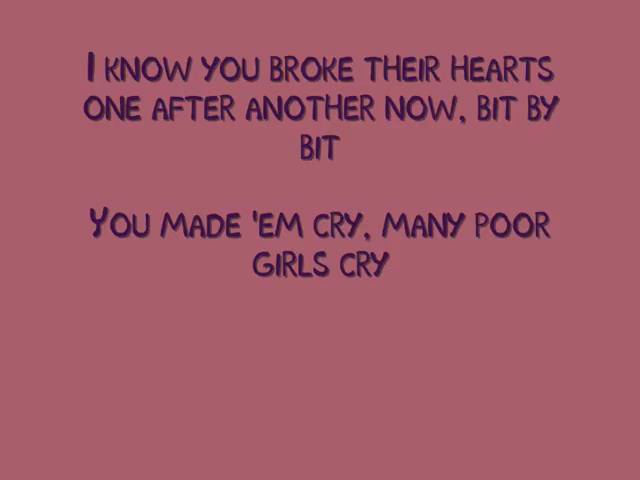 I KNOW YOU BROKE THEIR HEARTS
ONE AFTER ANOTHER NOW, BIT BY
BIT
YOU MADE 'EM CRY, MANY POOR
GIRLS CRY